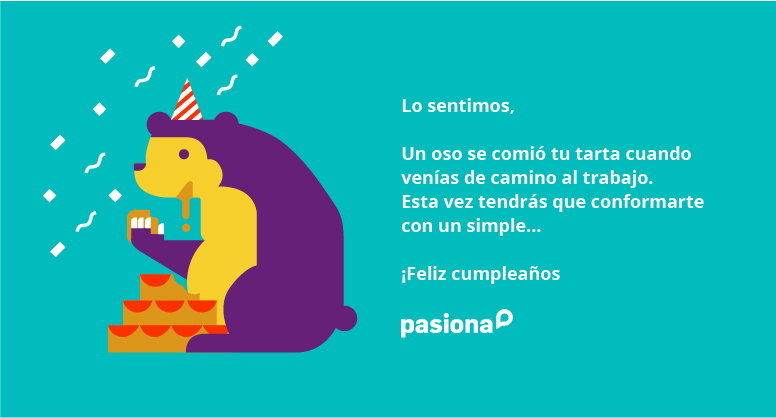 Lo sentimos,
Un oso se comió tu tarta cuando
venías de camino al trabajo.
Esta vez tendrás que conformarte
con un simple...
¡Feliz cumpleaños
pasiona